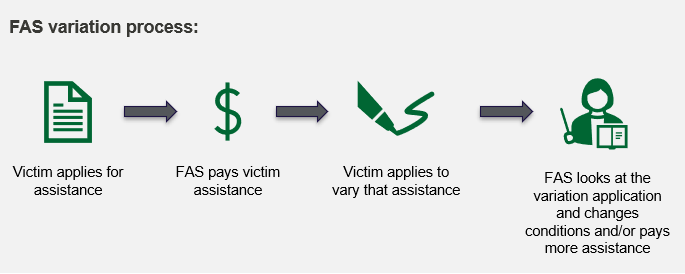 FAS variation process:
Victim applies for
assistance
FAS pays victim
assistance
Victim applies to
vary that assistance
FAS looks at the
variation application
and changes
conditions and/or pays
more assistance